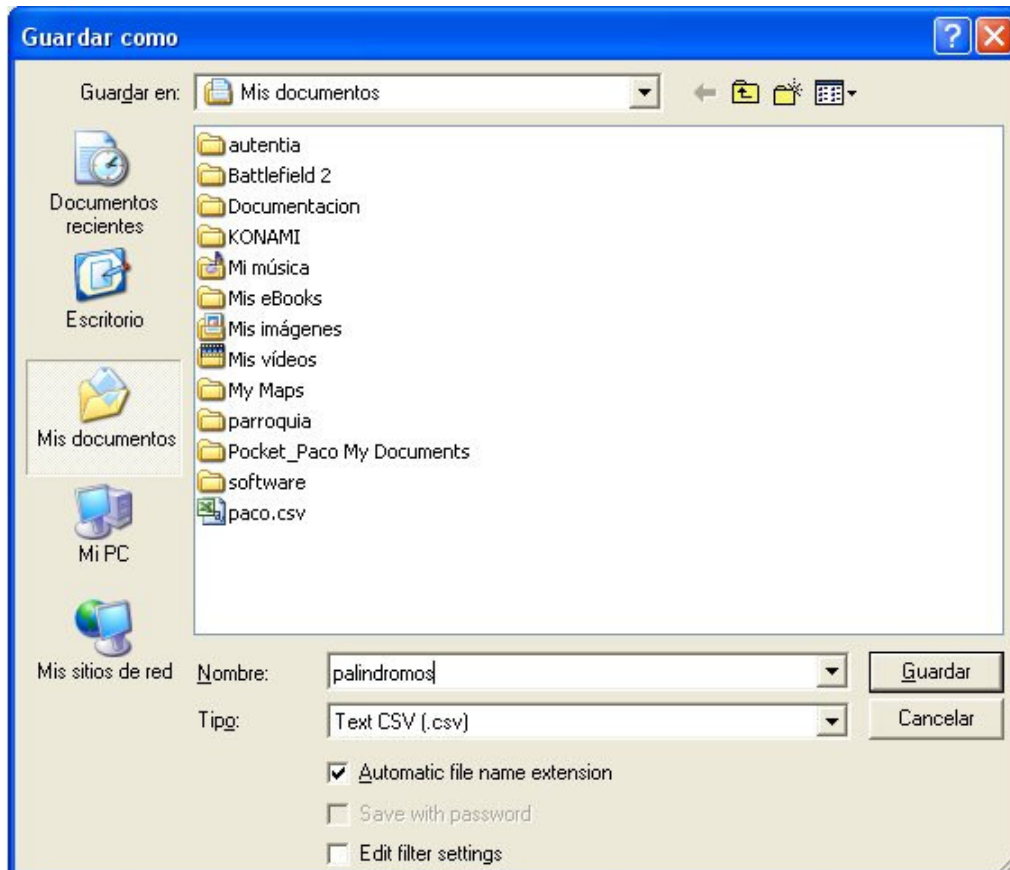 Guardar como
Guardar en:
Mis documentos
Documentos
recientes
Escritorio
Mis documentos
Mi PC
Mis sitios de red
autentia
Battlefield 2
Documentacion
KONAMI
Mi música
Mis eBooks
Mis imágenes
Mis vídeos
My Maps
parroquia
Pocket_Paco My Documents
software
paco.csv
Nombre:
palindromos
Guardar
Tipo:
Text CSV (.csv)
Cancelar
Automatic file name extension
Save with password
Edit filter settings